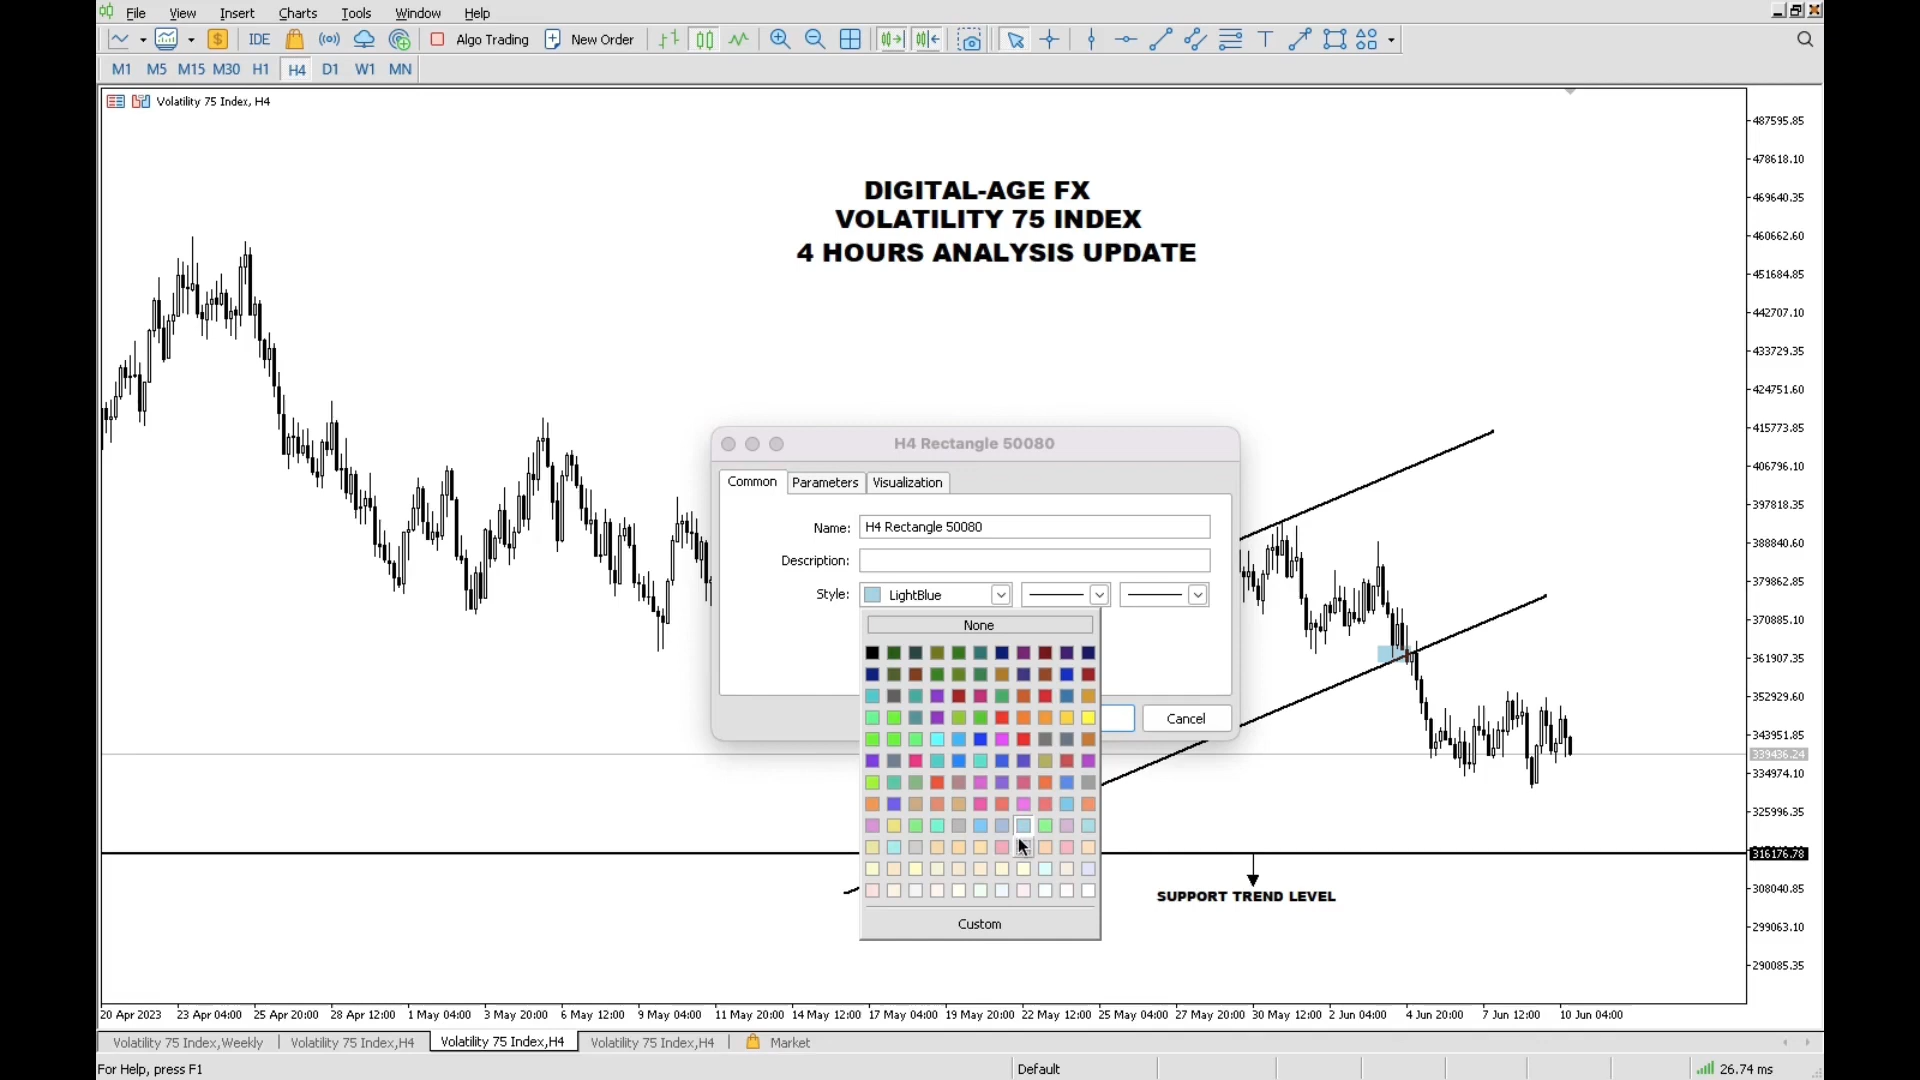 File View Insert Charts Tools Window Help
IDE Algo Trading New Order
M1 M5 M15 M30 H1 H4 D1 W1 MN
Volatility 75 Index, H4
DIGITAL-AGE FX
VOLATILITY 75 INDEX
4 HOURS ANALYSIS UPDATE
487595.85
478618.10
469640.35
460662.60
451684.85
442707.10
433729.35
424751.60
415773.85
406796.10
397818.35
388840.60
379862.85
370885.10
361907.35
352929.60
343951.85
339436.24
334974.10
325996.35
316176.78
308040.85
299063.10
290085.35
H4 Rectangle 50080
Common Parameters Visualization
Name: H4 Rectangle 50080
Description:
Style: LightBlue
None
Cancel
Custom
SUPPORT TREND LEVEL
20 Apr 2023 23 Apr 04:00 25 Apr 20:00 28 Apr 12:00 1 May 04:00 3 May 20:00 6 May 12:00 9 May 04:00 11 May 20:00 14 May 12:00 17 May 04:00 19 May 20:00 22 May 12:00 25 May 04:00 27 May 20:00 30 May 12:00 2 Jun 04:00 4 Jun 20:00 7 Jun 12:00 10 Jun 04:00
Volatility 75 Index,Weekly Volatility 75 Index,H4 Volatility 75 Index,H4 Volatility 75 Index,H4 Market
For Help, press F1 Default 26.74 ms